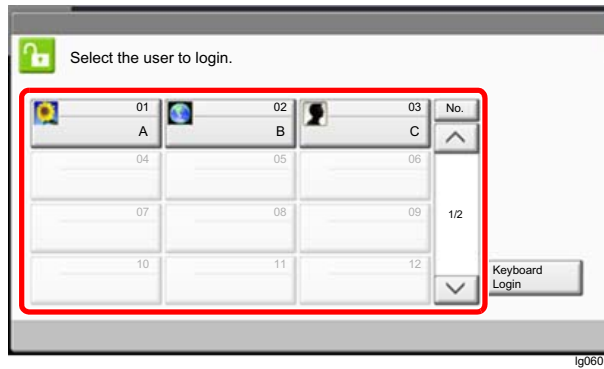 Select the user to login.
01 02 03 No.
A B C
04 05 06
07 08 09 1/2
10 11 12
Keyboard
Login
lg060